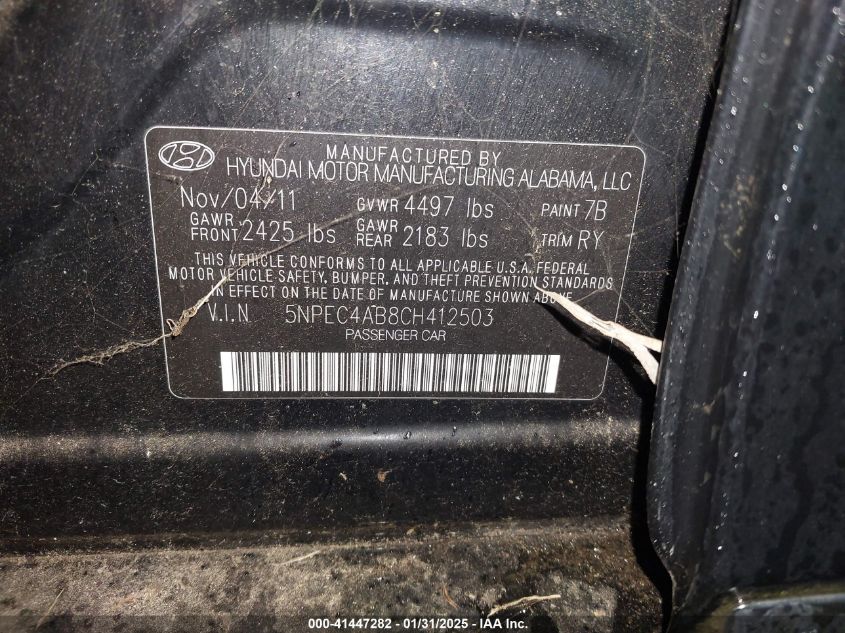 MANUFACTURED BY
HYUNDAI MOTOR MANUFACTURING ALABAMA, LLC
Nov/04/11 GVWR 4497 lbs PAINT 7B
GAWR FRONT 2425 lbs GAWR REAR 2183 lbs TRIM RY
THIS VEHICLE CONFORMS TO ALL APPLICABLE U.S.A. FEDERAL
MOTOR VEHICLE SAFETY, BUMPER, AND THEFT PREVENTION STANDARDS
IN EFFECT ON THE DATE OF MANUFACTURE SHOWN ABOVE.
V.I.N 5NPEC4AB8CH412503
PASSENGER CAR
000-41447282 - 01/31/2025 - IAA Inc.